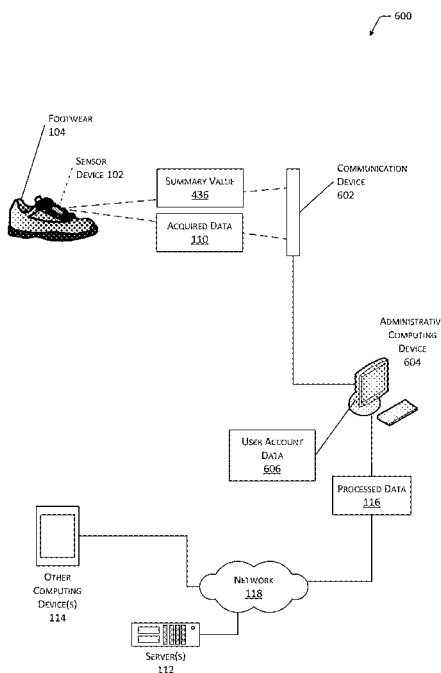 600
FOOTWEAR
104
SENSOR
DEVICE 102
SUMMARY VALUE
436
ACQUIRED DATA
110
COMMUNICATION
DEVICE
602
ADMINISTRATIV
COMPUTING
DEVICE
604
USER ACCOUNT
DATA
606
PROCESSED DATA
116
OTHER
COMPUTING
DEVICE(S)
114
NETWORK
118
SERVER(S)
112